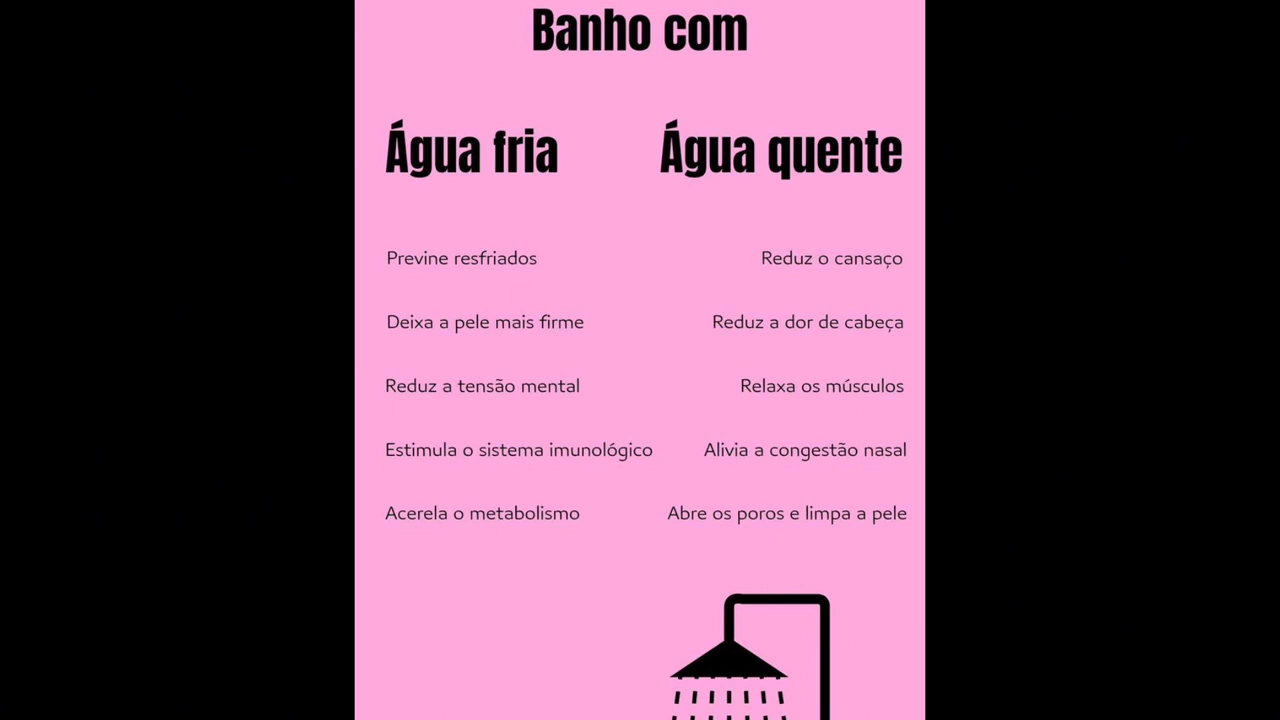 Banho com
Água fria
Água quente
Previne resfriados
Reduz o cansaço
Deixa a pele mais firme
Reduz a dor de cabeça
Reduz a tensão mental
Relaxa os músculos
Estimula o sistema imunológico
Alivia a congestão nasal
Acerela o metabolismo
Abre os poros e limpa a pele